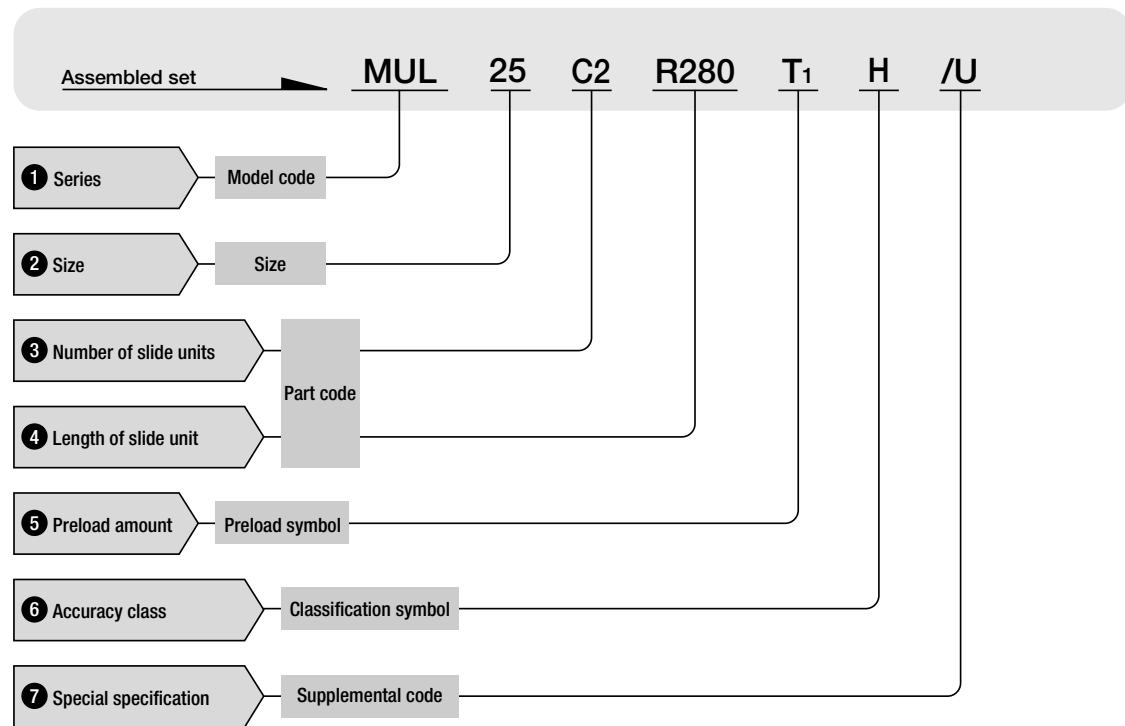 Assembled set MUL 25 C2 R280 T1 H /U
1 Series Model code
2 Size Size
3 Number of slide units
Part code
4 Length of slide unit
5 Preload amount Preload symbol
6 Accuracy class Classification symbol
7 Special specification Supplemental code